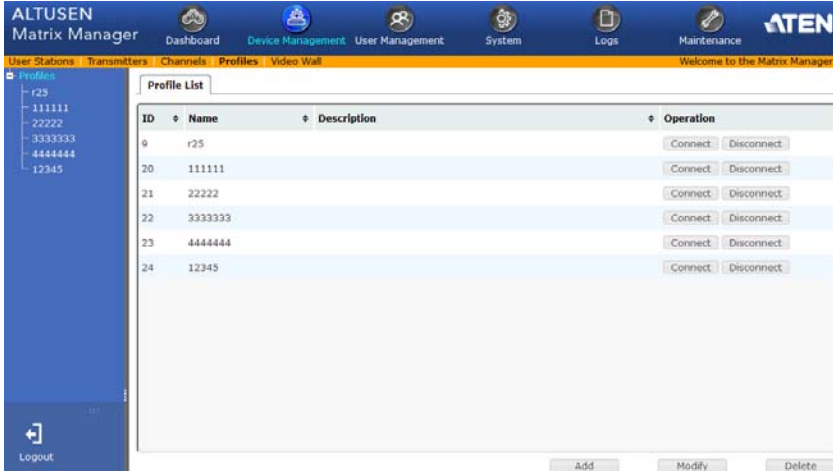 ALTUSEN
Matrix Manager
Dashboard
Device Management
User Management
System
Logs
Maintenance
ATEN
User Stations Transmitters Channels Profiles Video Wall
Welcome to the Matrix Manager
Profiles
r25
111111
22222
3333333
4444444
12345
Logout
Profile List
ID Name Description Operation
9 r25 Connect Disconnect
20 111111 Connect Disconnect
21 22222 Connect Disconnect
22 3333333 Connect Disconnect
23 4444444 Connect Disconnect
24 12345 Connect Disconnect
Add Modify Delete